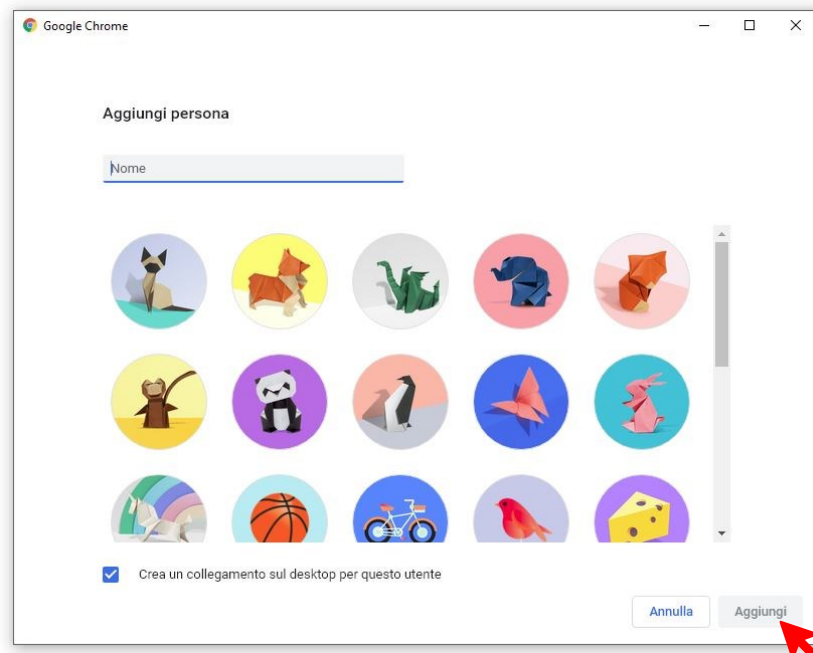 Google Chrome
Aggiungi persona
Nome
Crea un collegamento sul desktop per questo utente
Annulla
Aggiungi